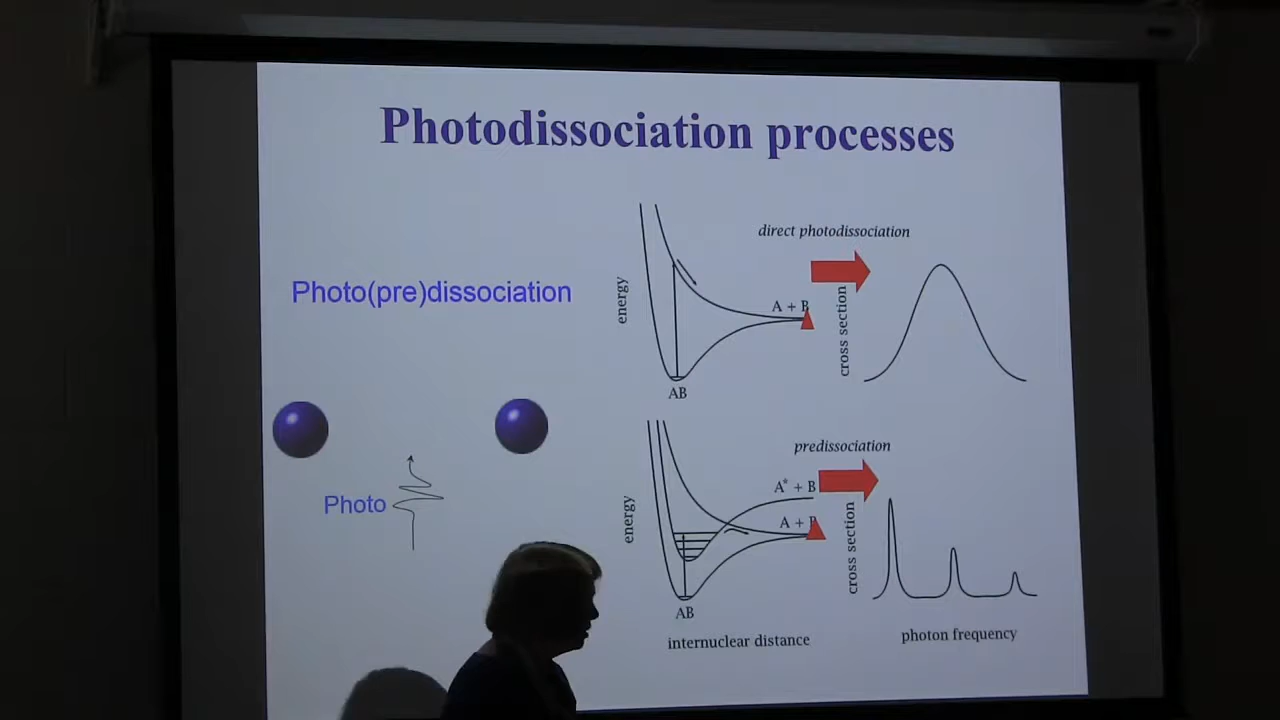 Photodissociation processes
direct photodissociation
Photo(pre)dissociation
energy
A + B
cross section
AB
predissociation
A* + B
energy
A + B
cross section
Photo
AB
internuclear distance
photon frequency